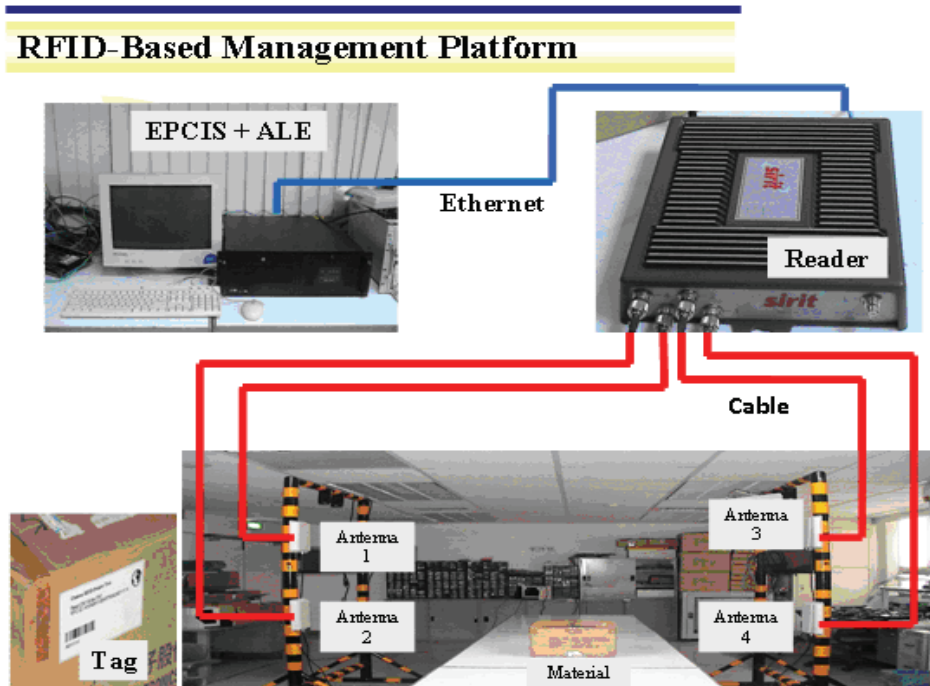 RFID-Based Management Platform
EPCIS + ALE
Ethernet
sirit
Reader
sirit
Cable
Antenna
1
Antenna
3
Antenna
2
Antenna
4
Tag
Material